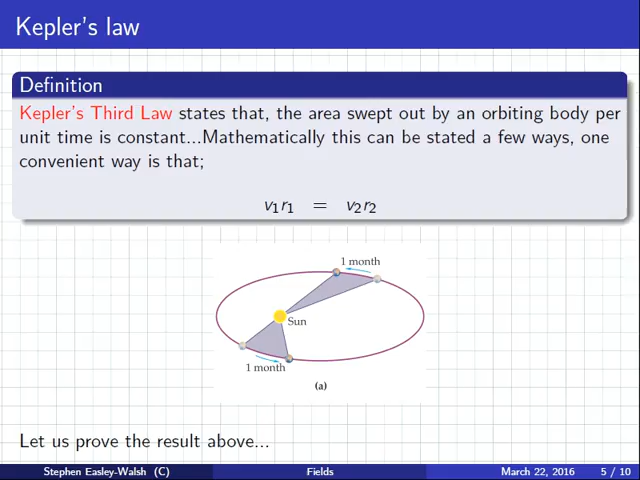 Kepler's law
Definition
Kepler's Third Law states that, the area swept out by an orbiting body per
unit time is constant...Mathematically this can be stated a few ways, one
convenient way is that;
v₁r₁ = v₂r₂
1 month
Sun
1 month
(a)
Let us prove the result above...
Stephen Easley-Walsh (C) Fields March 22, 2016 5 / 10